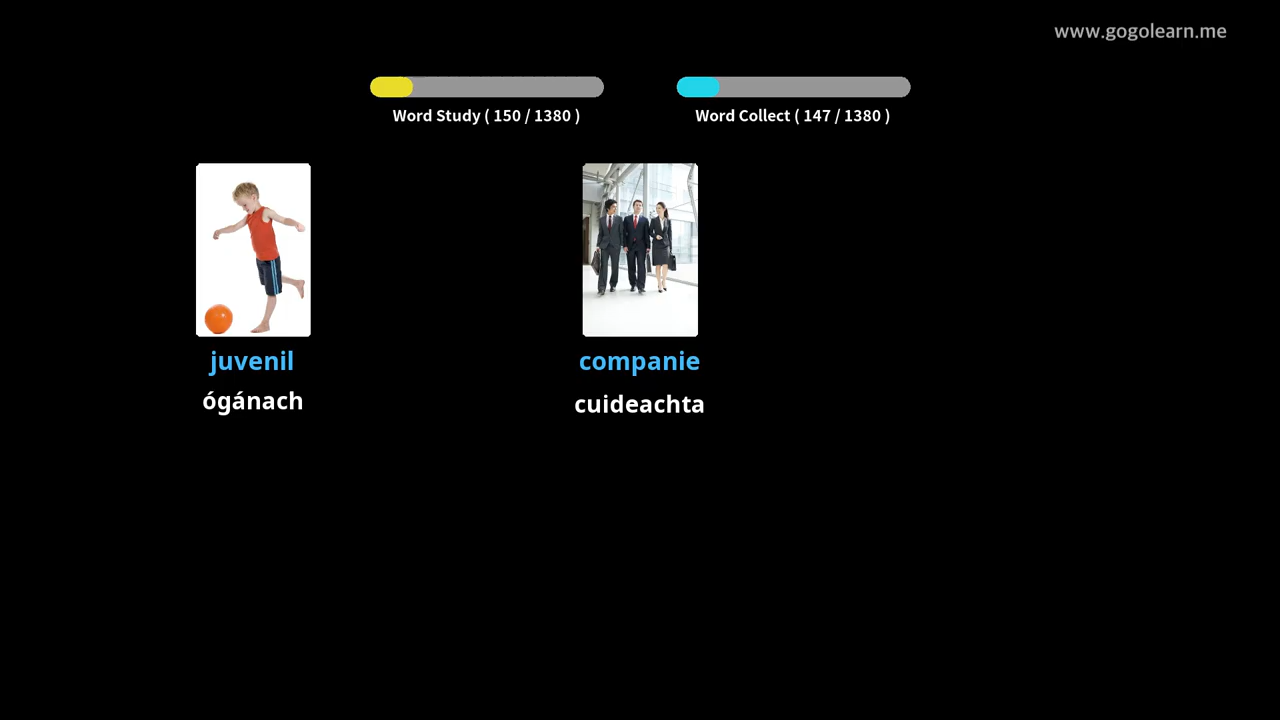 www.gogolearn.me
Word Study ( 150 / 1380 )
Word Collect ( 147 / 1380 )
juvenil
ógánach
companie
cuideachta